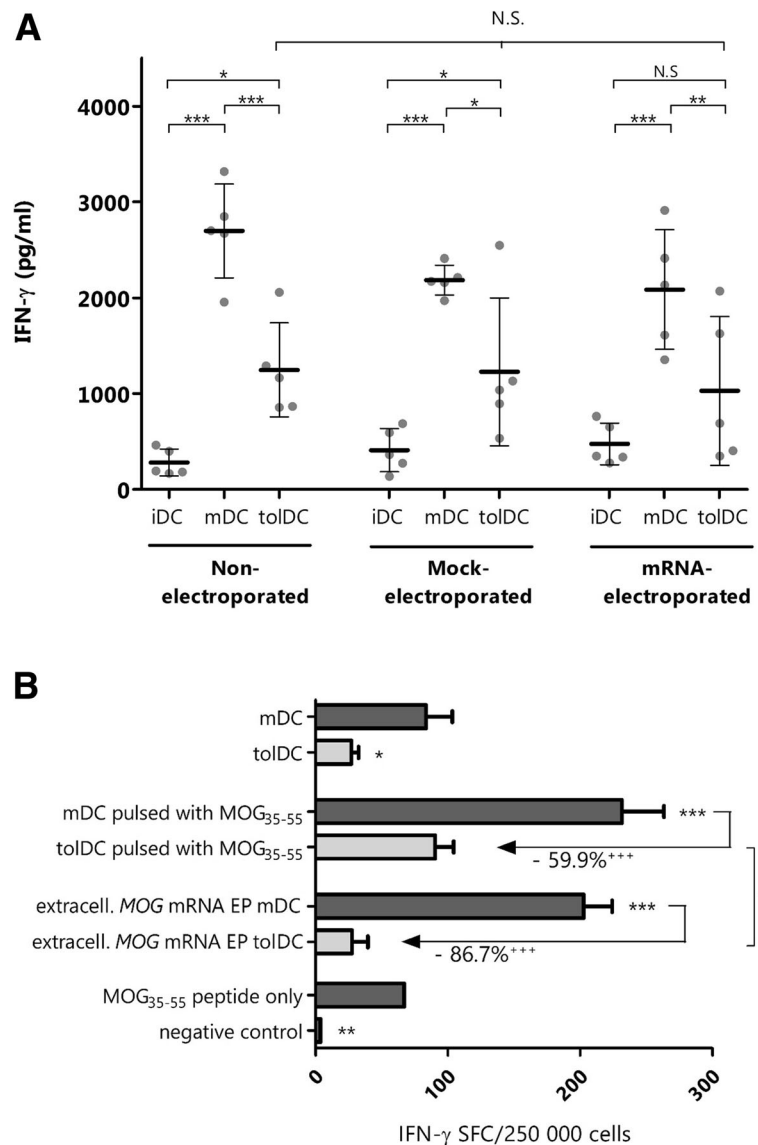 A
N.S.
* * N.S
*** *** *** * *** **
IFN-γ (pg/ml)
4000
3000
2000
1000
0
iDC mDC tolDC iDC mDC tolDC iDC mDC tolDC
Non- Mock- mRNA-
electroporated electroporated electroporated
B
mDC
tolDC *
mDC pulsed with MOG35-55 ***
tolDC pulsed with MOG35-55
- 59.9%+++
extracell. MOG mRNA EP mDC ***
extracell. MOG mRNA EP tolDC
- 86.7%+++
MOG35-55 peptide only
negative control **
0 100 200 300
IFN-γ SFC/250 000 cells